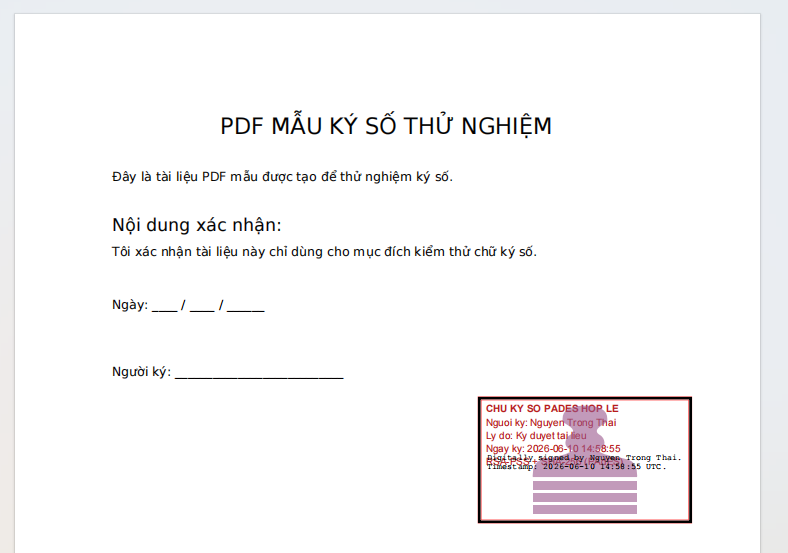 PDF MẪU KÝ SỐ THỬ NGHIỆM
Đây là tài liệu PDF mẫu được tạo để thử nghiệm ký số.
Nội dung xác nhận:
Tôi xác nhận tài liệu này chỉ dùng cho mục đích kiểm thử chữ ký số.
Ngày: ____ / ____ / ______
Người ký: ___________________________
CHU KY SO PADES HOP LE
Nguoi ky: Nguyen Trong Thai
Ly do: Ky duyet tai lieu
Ngay ky: 2026-06-10 14:58:55
Digitally signed by Nguyen Trong Thai.
Timestamp: 2026-06-10 14:58:55 UTC.